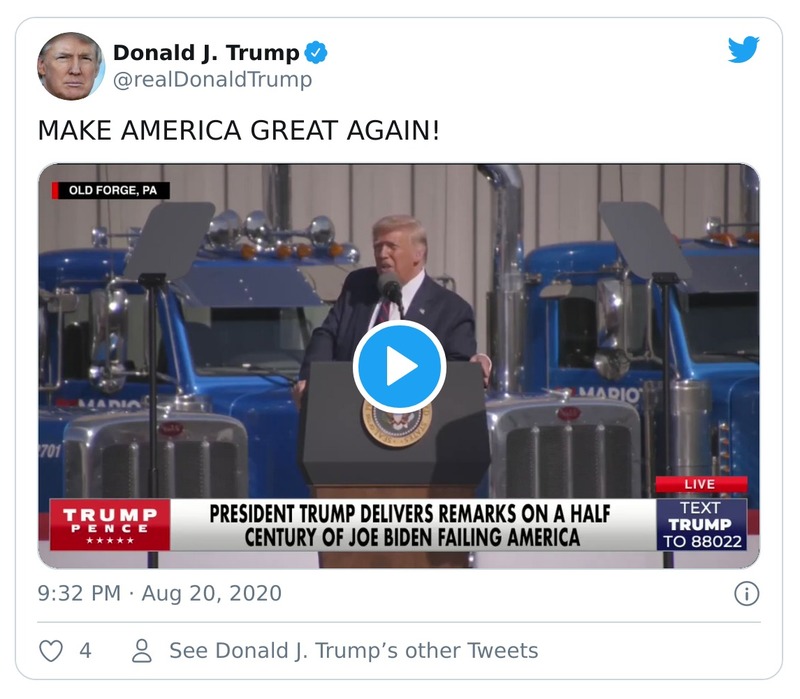 Donald J. Trump
@realDonaldTrump
MAKE AMERICA GREAT AGAIN!
OLD FORGE, PA
MARIO
MARIO
2701
LIVE
TRUMP
PENCE
PRESIDENT TRUMP DELIVERS REMARKS ON A HALF
CENTURY OF JOE BIDEN FAILING AMERICA
TEXT
TRUMP
TO 88022
9:32 PM · Aug 20, 2020
4
See Donald J. Trump’s other Tweets